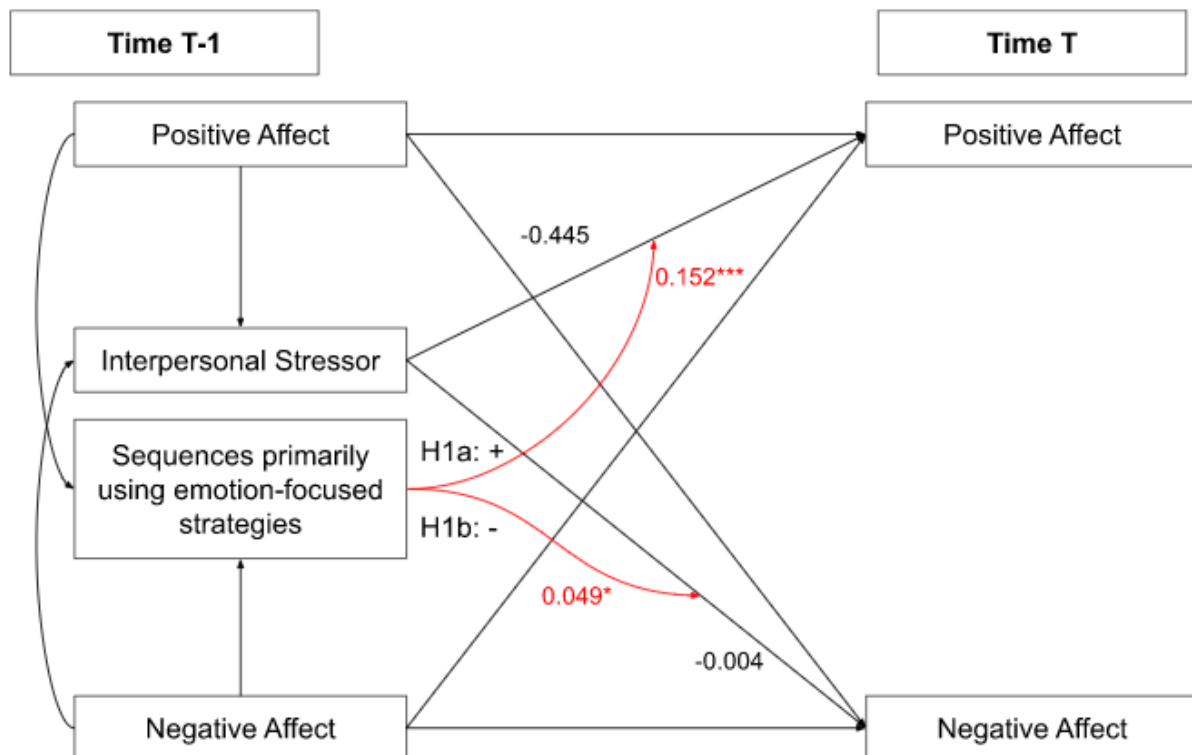 Time T-1
Time T
Positive Affect
Positive Affect
-0.445
0.152***
Interpersonal Stressor
Sequences primarily
using emotion-focused
strategies
H1a: +
H1b: -
0.049*
-0.004
Negative Affect
Negative Affect